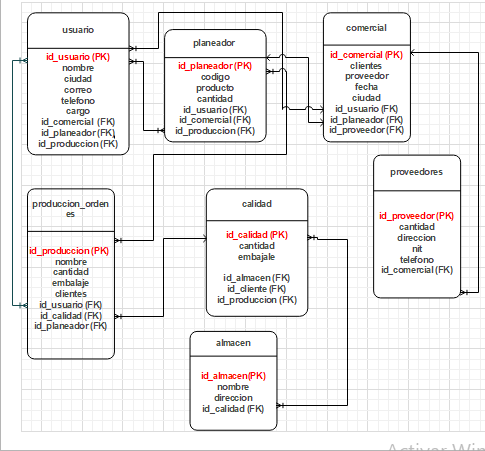 usuario
id_usuario (PK)
nombre
ciudad
correo
telefono
cargo
id_comercial (FK)
id_planeador (FK)
id_produccion (FK)
planeador
id_planeador (PK)
codigo
producto
cantidad
id_usuario (FK)
id_comercial (FK)
id_produccion (FK)
comercial
id_comercial (PK)
clientes
proveedor
fecha
ciudad
id_usuario (FK)
id_planeador (FK)
id_proveedor (FK)
proveedores
id_proveedor (PK)
cantidad
direccion
nit
telefono
id_comercial (FK)
produccion_orden
es
id_produccion (PK)
nombre
cantidad
embalaje
clientes
id_usuario (FK)
id_calidad (FK)
id_planeador (FK)
calidad
id_calidad (PK)
cantidad
embajale
id_almacen (FK)
id_cliente (FK)
id_produccion (FK)
almacen
id_almacen(PK)
nombre
direccion
id_calidad (FK)
Activar Win